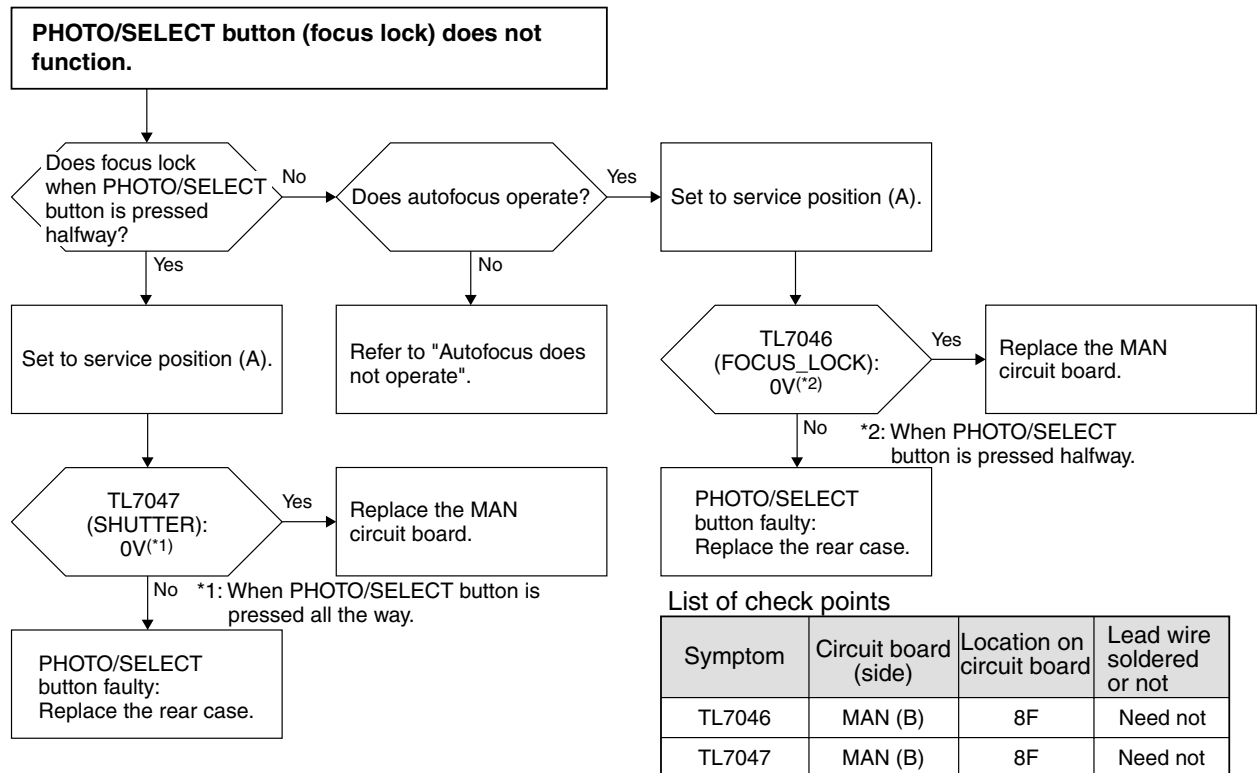 PHOTO/SELECT button (focus lock) does not
function.
Does focus lock
when PHOTO/SELECT
button is pressed
halfway?
No
Does autofocus operate?
Yes
Set to service position (A).
Yes
No
Set to service position (A).
Refer to "Autofocus does
not operate".
TL7046
(FOCUS_LOCK):
0V(*2)
Yes
Replace the MAN
circuit board.
No
*2: When PHOTO/SELECT
button is pressed halfway.
TL7047
(SHUTTER):
0V(*1)
Yes
Replace the MAN
circuit board.
PHOTO/SELECT
button faulty:
Replace the rear case.
No
*1: When PHOTO/SELECT button is
pressed all the way.
PHOTO/SELECT
button faulty:
Replace the rear case.
List of check points
Symptom
Circuit board
(side)
Location on
circuit board
Lead wire
soldered
or not
TL7046
MAN (B)
8F
Need not
TL7047
MAN (B)
8F
Need not